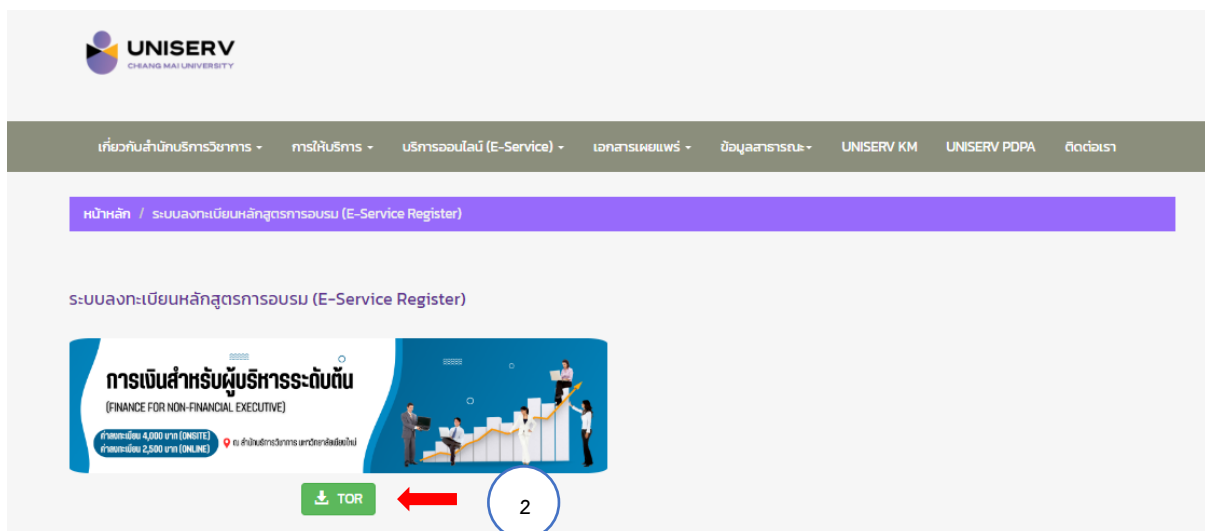 UNISERV
CHIANG MAI UNIVERSITY
เกี่ยวกับสำนักบริการวิชาการ การให้บริการ บริการออนไลน์ (E-Service) เอกสารเผยแพร่ ข้อมูลสาธารณะ UNISERV KM UNISERV PDPA ติดต่อเรา
หน้าหลัก / ระบบลงทะเบียนหลักสูตรการอบรม (E-Service Register)
ระบบลงทะเบียนหลักสูตรการอบรม (E-Service Register)
การเงินสำหรับผู้บริหารระดับต้น
(FINANCE FOR NON-FINANCIAL EXECUTIVE)
ค่าลงทะเบียน 4,000 บาท (ONSITE)
ค่าลงทะเบียน 2,500 บาท (ONLINE)
ณ สำนักบริการวิชาการ มหาวิทยาลัยเชียงใหม่
TOR
2